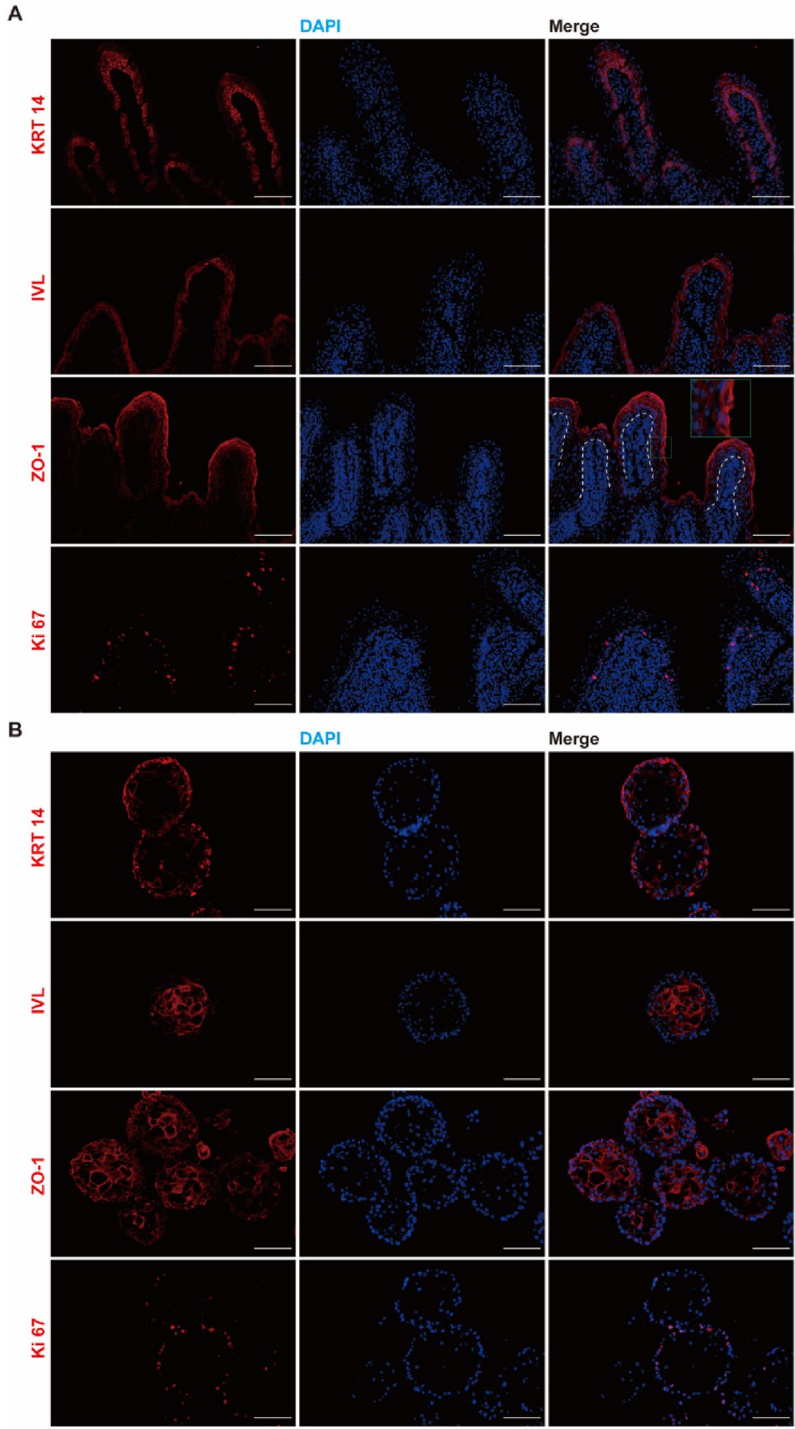 A
DAPI
Merge
KRT 14
IVL
ZO-1
Ki 67
B
DAPI
Merge
KRT 14
IVL
ZO-1
Ki 67